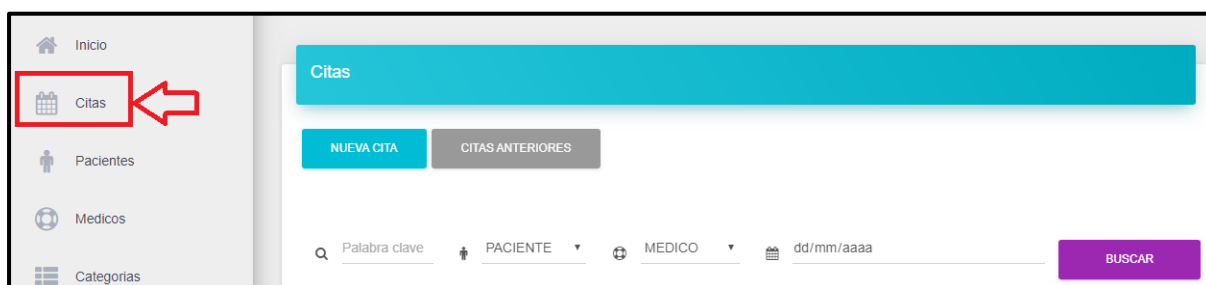 Inicio
Citas
Pacientes
Medicos
Categorias
Citas
NUEVA CITA CITAS ANTERIORES
Palabra clave PACIENTE MEDICO dd/mm/aaaa BUSCAR